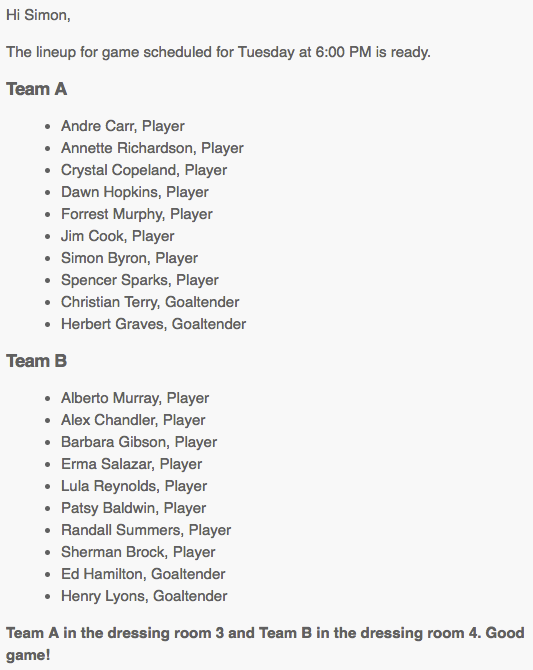 Hi Simon,
The lineup for game scheduled for Tuesday at 6:00 PM is ready.
Team A
• Andre Carr, Player
• Annette Richardson, Player
• Crystal Copeland, Player
• Dawn Hopkins, Player
• Forrest Murphy, Player
• Jim Cook, Player
• Simon Byron, Player
• Spencer Sparks, Player
• Christian Terry, Goaltender
• Herbert Graves, Goaltender
Team B
• Alberto Murray, Player
• Alex Chandler, Player
• Barbara Gibson, Player
• Erma Salazar, Player
• Lula Reynolds, Player
• Patsy Baldwin, Player
• Randall Summers, Player
• Sherman Brock, Player
• Ed Hamilton, Goaltender
• Henry Lyons, Goaltender
Team A in the dressing room 3 and Team B in the dressing room 4. Good
game!